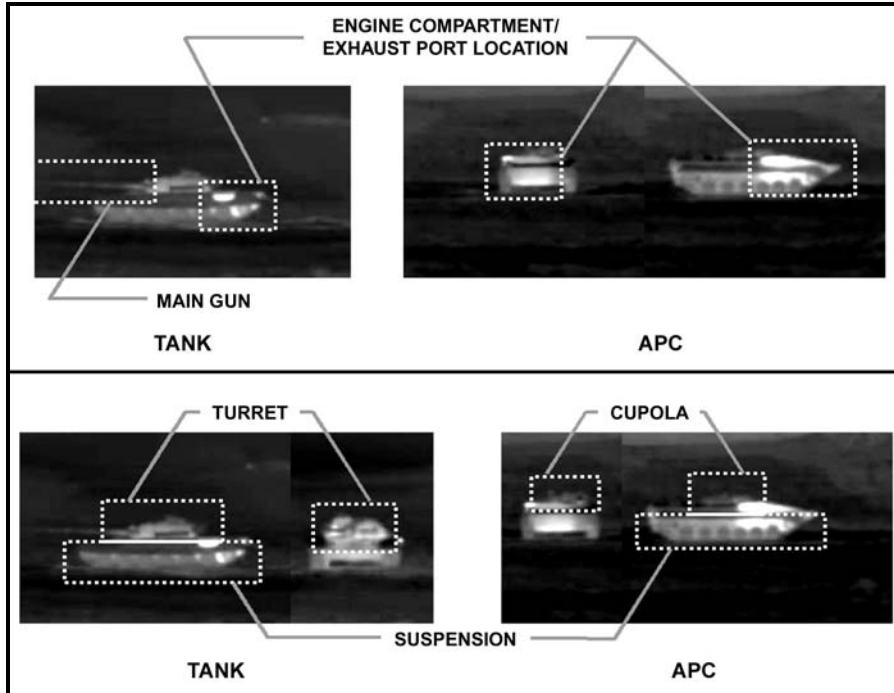 ENGINE COMPARTMENT/
EXHAUST PORT LOCATION
MAIN GUN
TANK
APC
TURRET
CUPOLA
SUSPENSION
TANK
APC